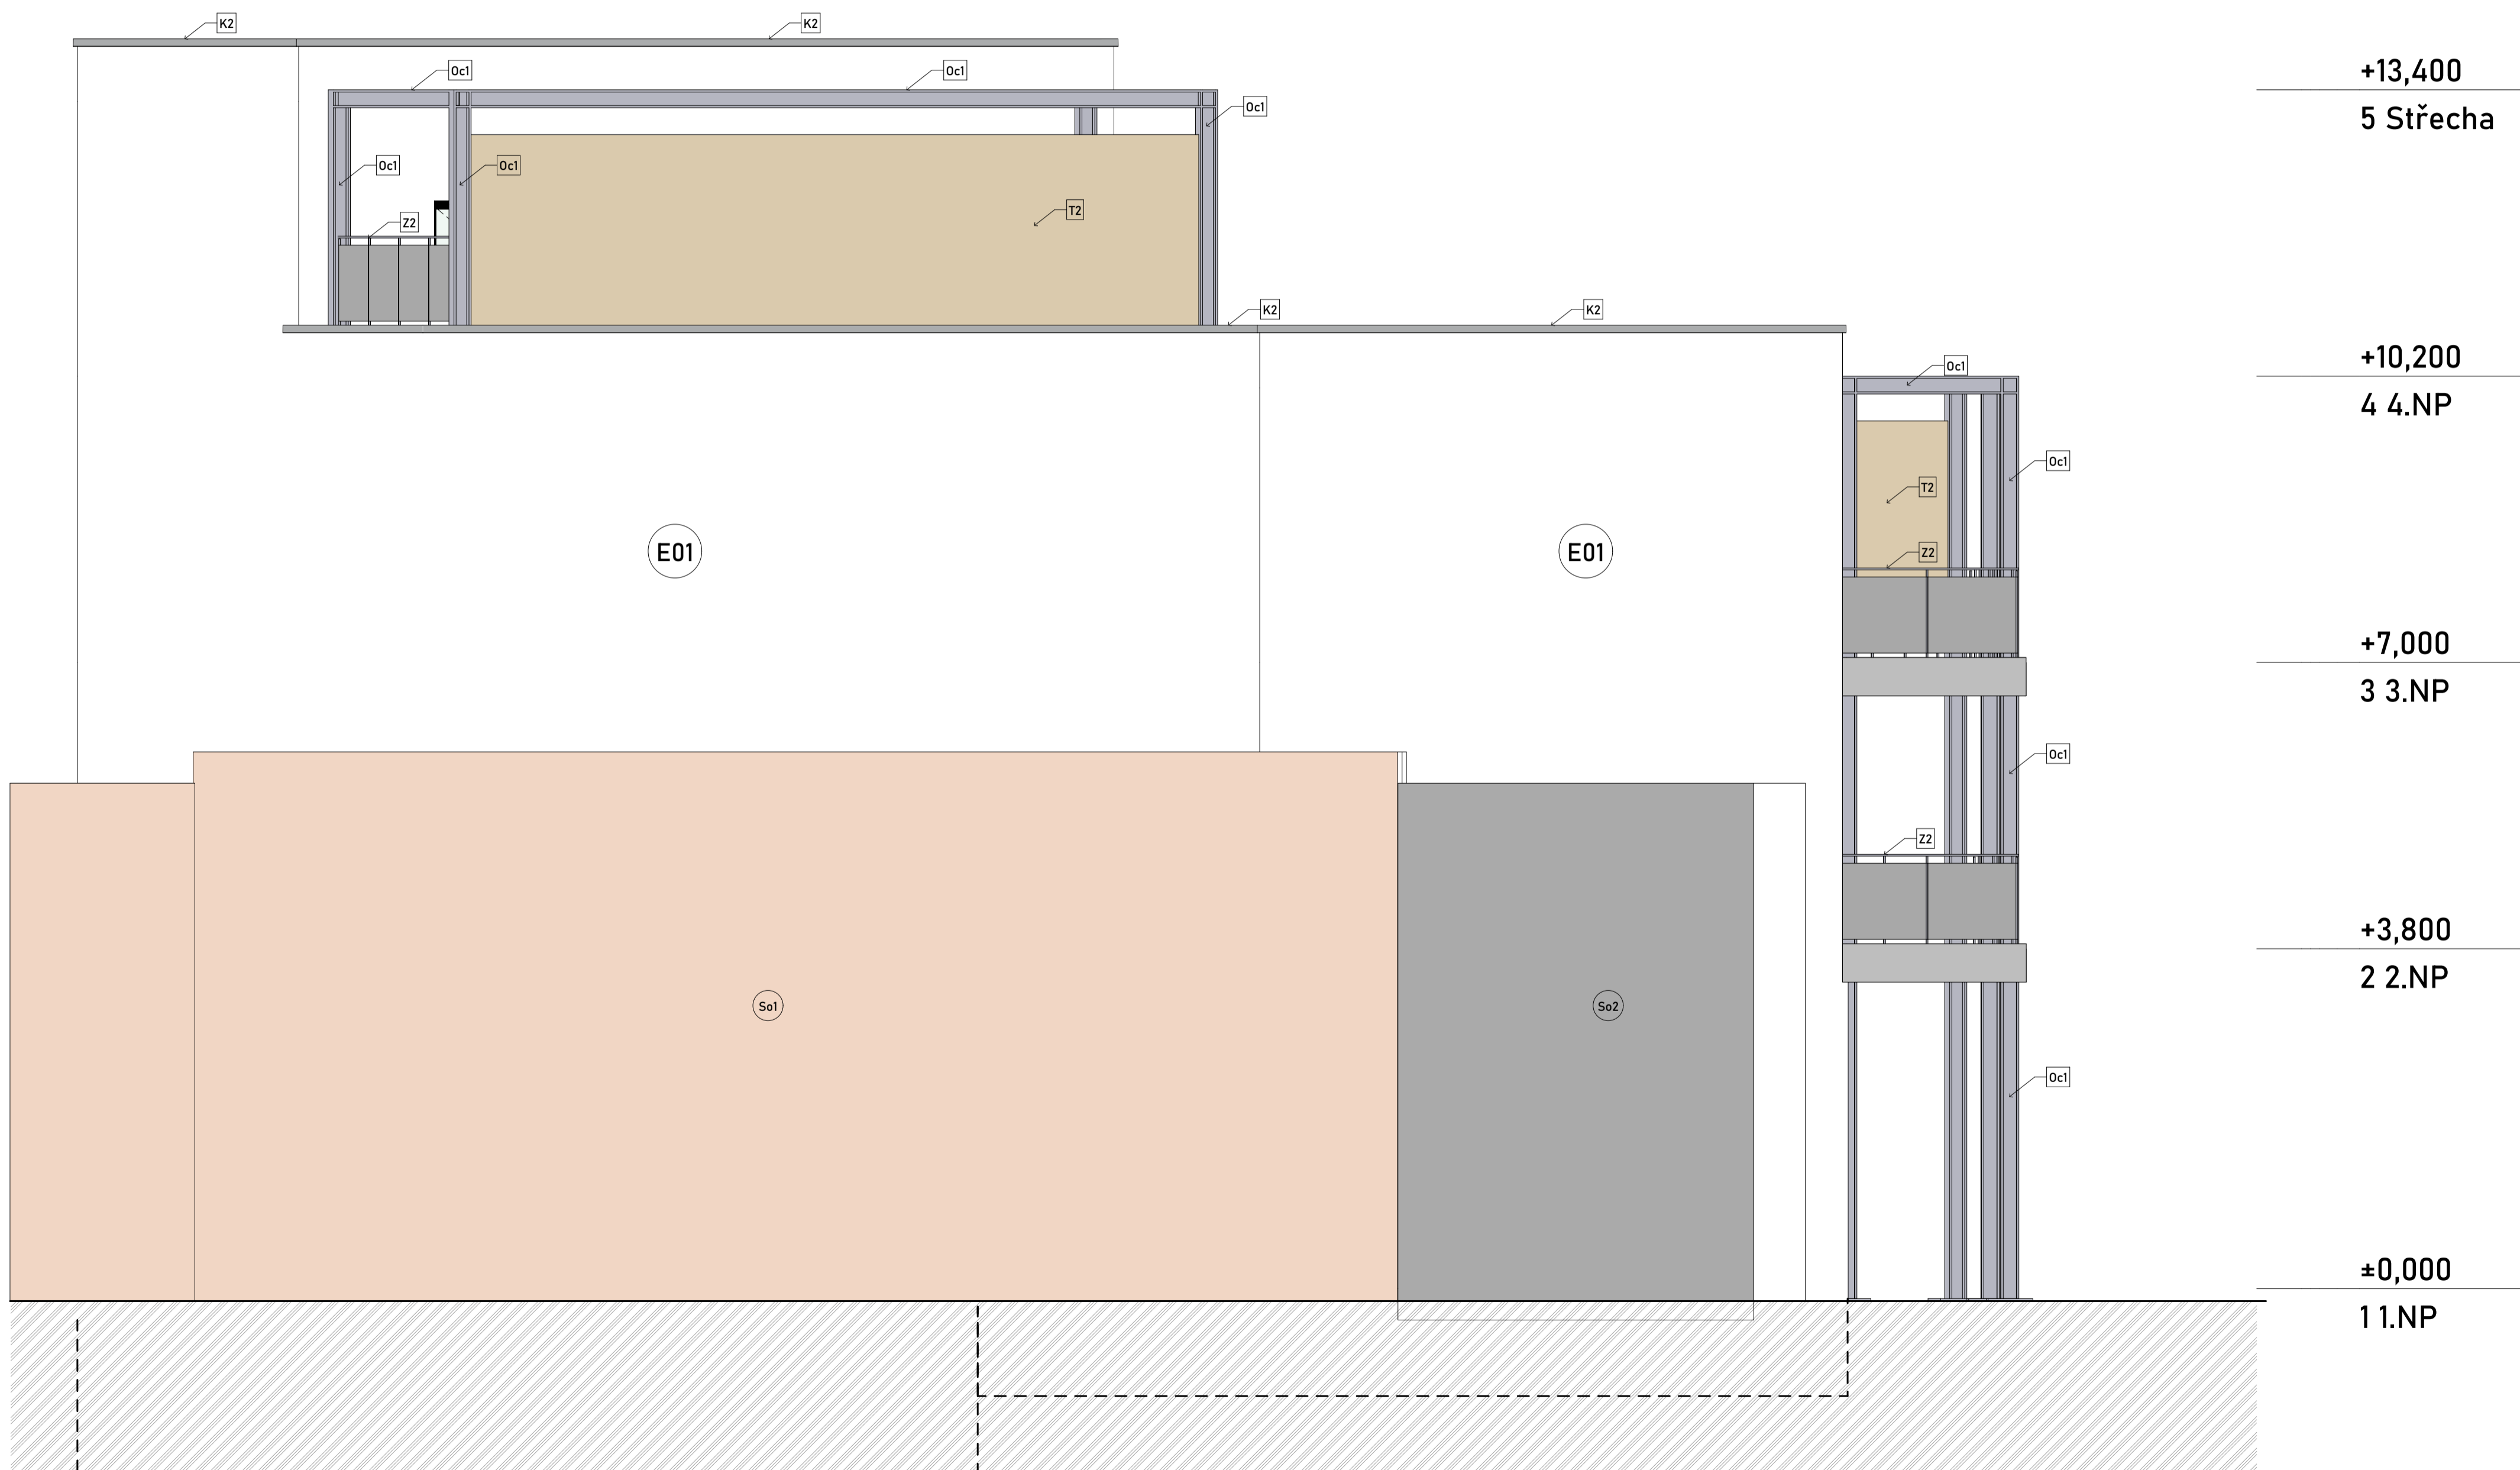 K2
K2
Oc1
Oc1
+13,400
Oc1
5 Střecha
Oc1
Oc1
T2
Z2
K2
K2
+10,200
Oc1
4 4.NP
Oc1
T2
E01
E01
Z2
+7,000
3 3.NP
Oc1
Z2
+3,800
2 2.NP
So1
So2
Oc1
±0,000
1 1.NP